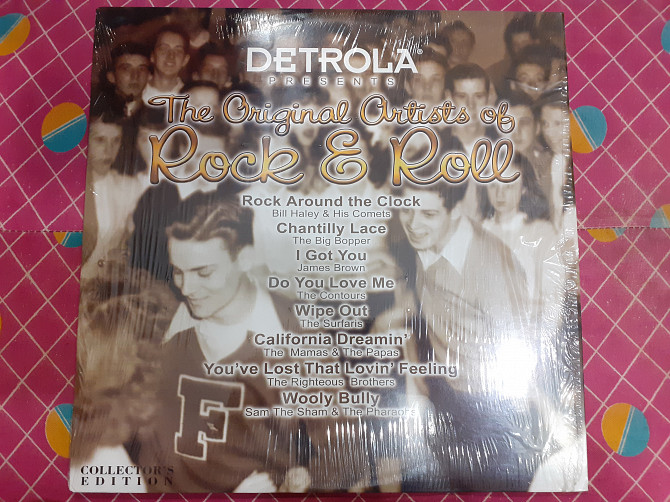 DETROLA®
PRESENTS
The Original Artists of
Rock & Roll
Rock Around the Clock
Bill Haley & His Comets
Chantilly Lace
The Big Bopper
I Got You
James Brown
Do You Love Me
The Contours
Wipe Out
The Surfaris
California Dreamin'
The Mamas & The Papas
You've Lost That Lovin' Feeling
The Righteous Brothers
Wooly Bully
Sam The Sham & The Pharaohs
F
COLLECTOR'S
EDITION